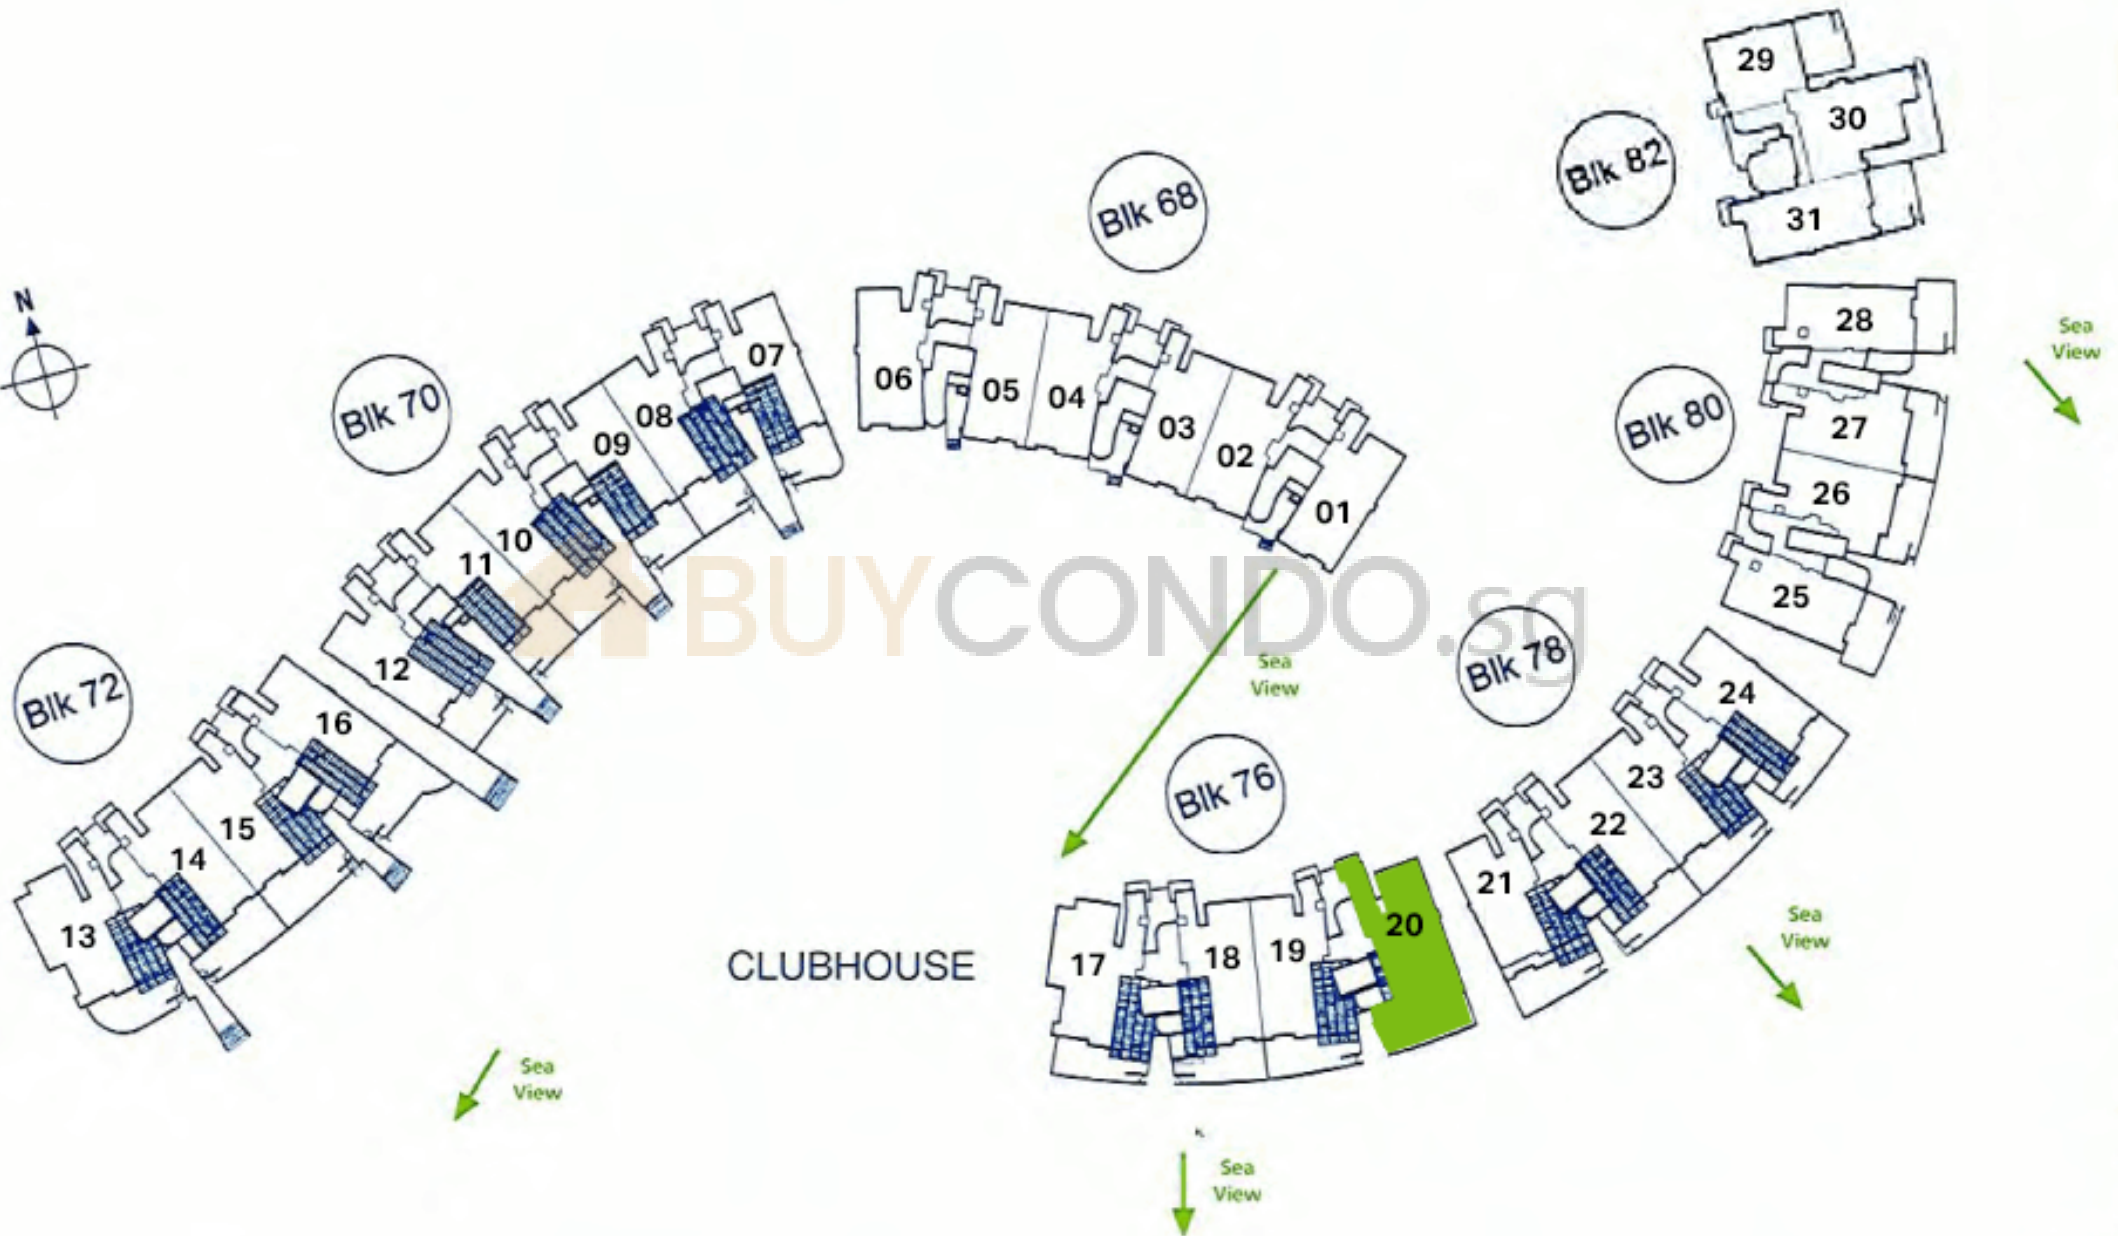 29
30
Blk 82
31
Blk 68
N
28
Sea
View
07
06
05
04
Blk 70
08
03
27
Blk 80
09
02
26
01
10
11
BUYCONDO.sg
25
12
Sea
View
Blk 78
24
Blk 72
16
23
Blk 76
15
22
14
21
13
20
19
18
17
CLUBHOUSE
Sea
View
Sea
View
Sea
View